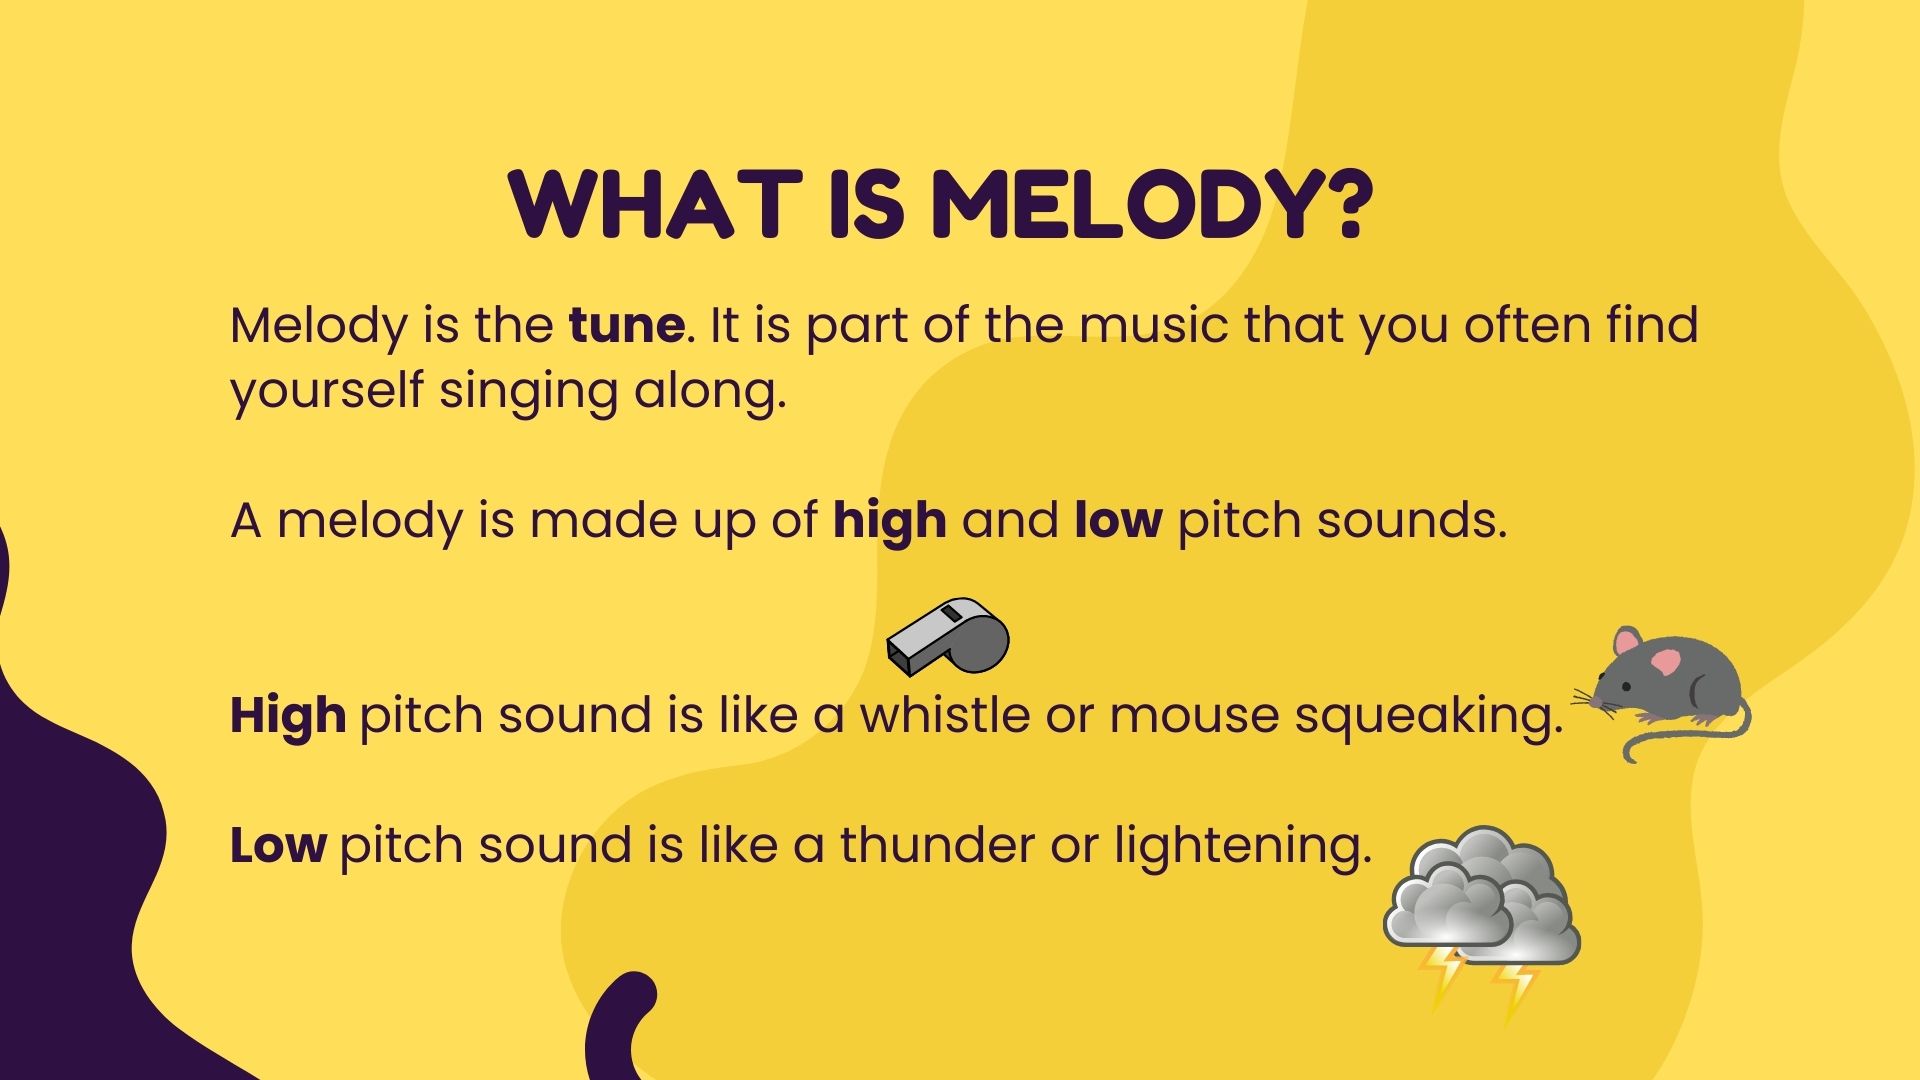 WHAT IS MELODY?
Melody is the tune. It is part of the music that you often find
yourself singing along.
A melody is made up of high and low pitch sounds.
High pitch sound is like a whistle or mouse squeaking.
Low pitch sound is like a thunder or lightening.